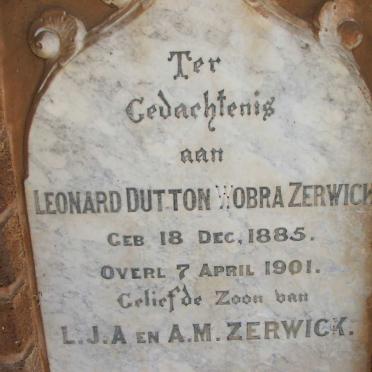 Ter
Gedachtenis
aan
LEONARD DUTTON ZERWICK
GEB 18 DEC, 1885.
OVERL 7 APRIL 1901.
Geliefde Zoon van
L.J.A EN A.M. ZERWICK.